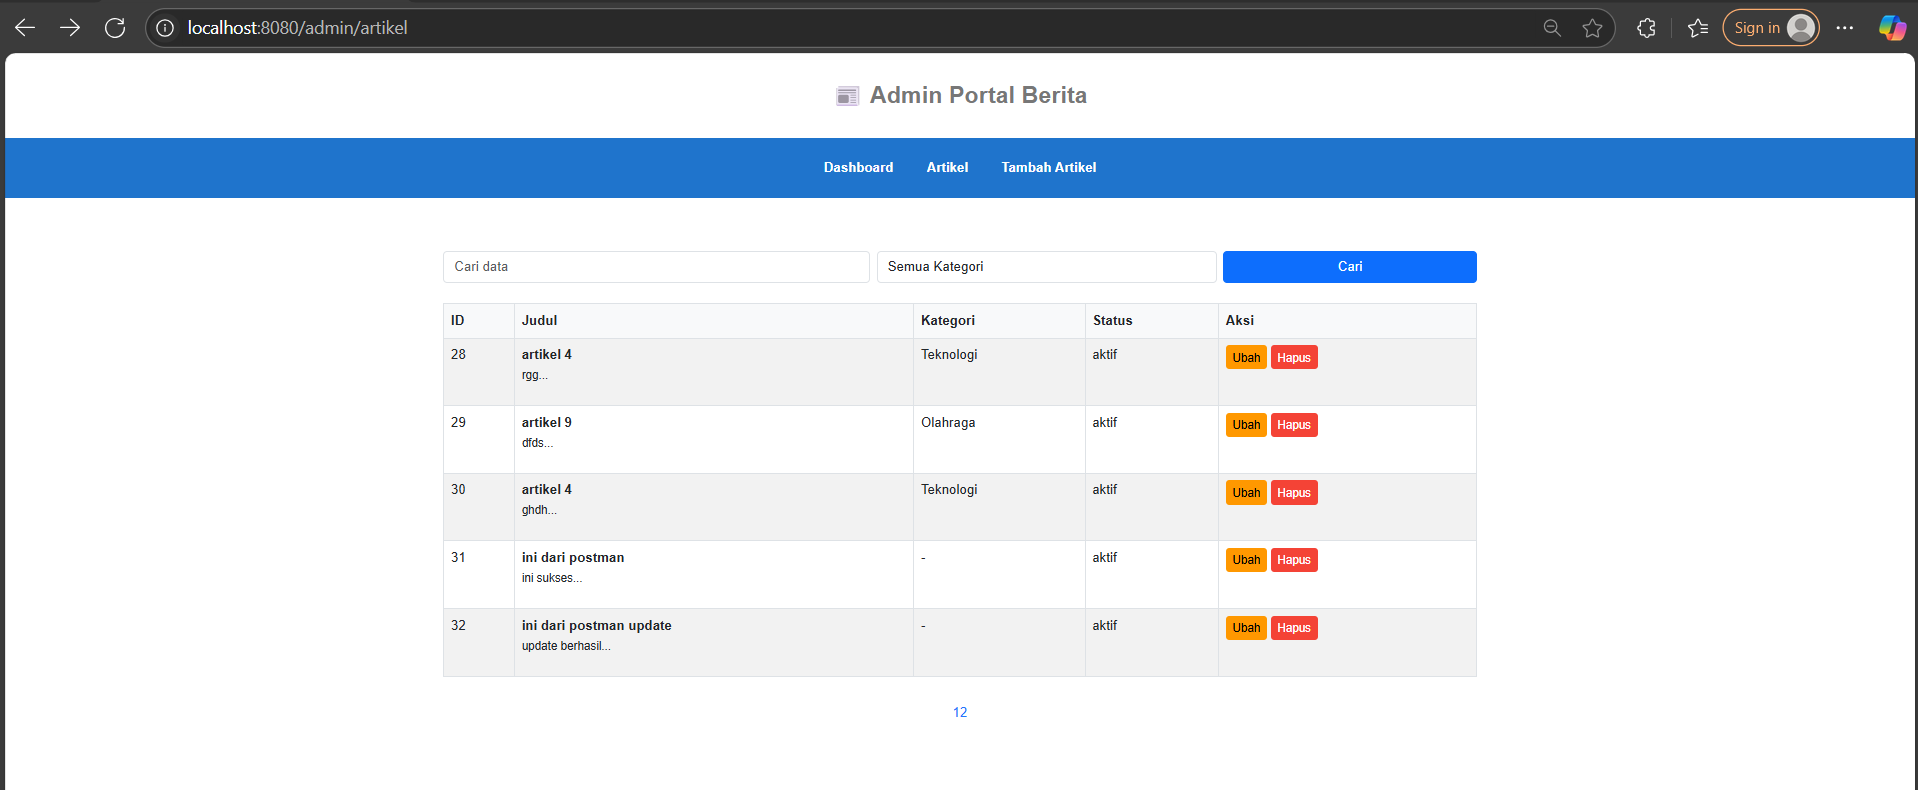 localhost:8080/admin/artikel
Sign in
Admin Portal Berita
Dashboard Artikel Tambah Artikel
Cari data Semua Kategori Cari
ID Judul Kategori Status Aksi
28 artikel 4 Teknologi aktif Ubah Hapus
rgg...
29 artikel 9 Olahraga aktif Ubah Hapus
dfds...
30 artikel 4 Teknologi aktif Ubah Hapus
ghdh...
31 ini dari postman - aktif Ubah Hapus
ini sukses...
32 ini dari postman update - aktif Ubah Hapus
update berhasil...
12